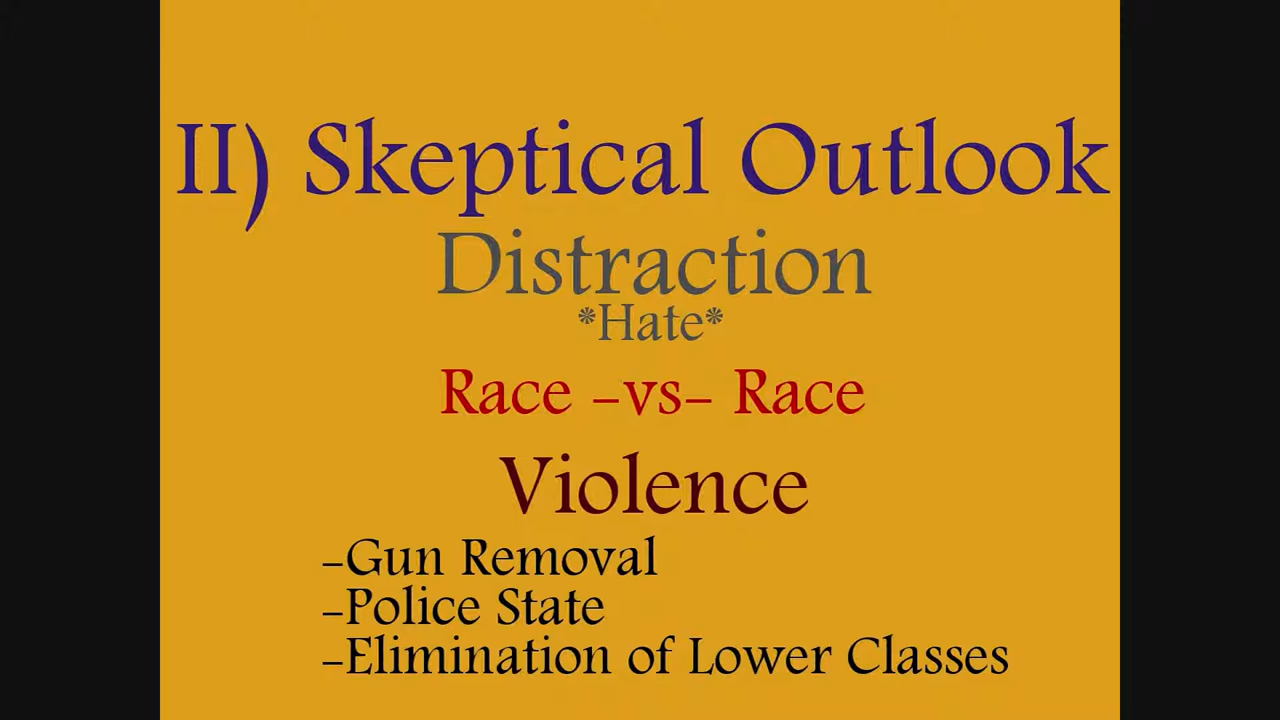 II) Skeptical Outlook
Distraction
*Hate*
Race -vs- Race
Violence
-Gun Removal
-Police State
-Elimination of Lower Classes